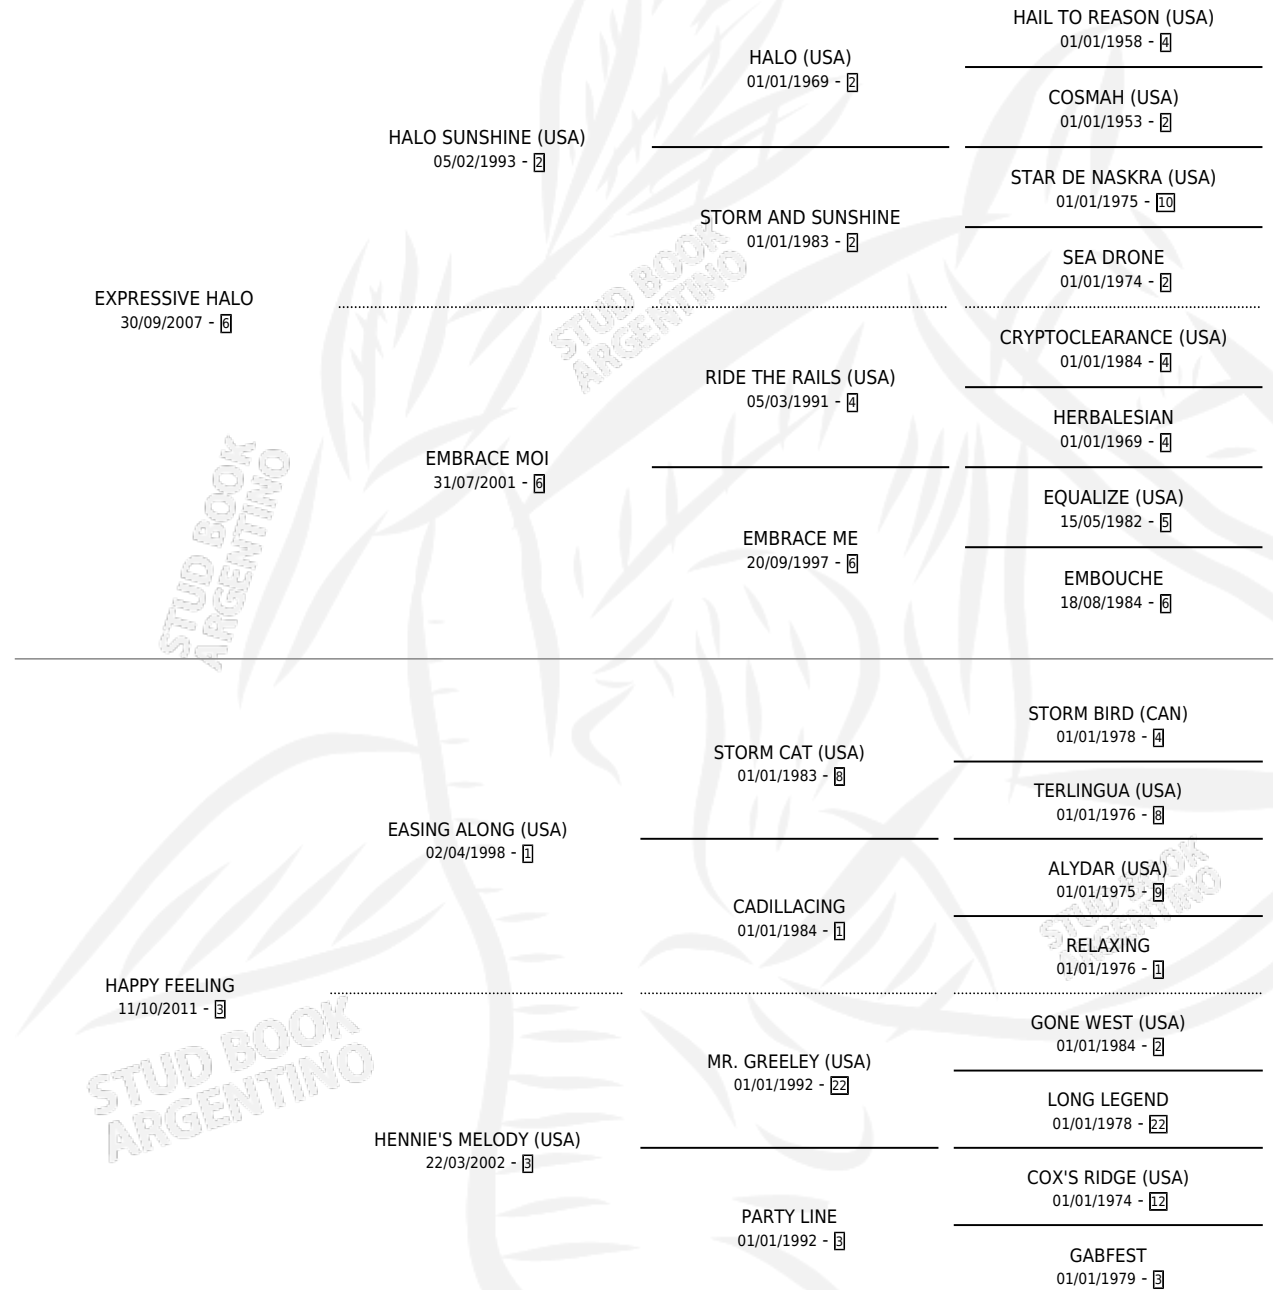 HAIL TO REASON (USA)
01/01/1958 - 4
HALO (USA)
01/01/1969 - 2
COSMAH (USA)
01/01/1953 - 2
HALO SUNSHINE (USA)
05/02/1993 - 2
STAR DE NASKRA (USA)
01/01/1975 - 10
STORM AND SUNSHINE
01/01/1983 - 2
SEA DRONE
01/01/1974 - 2
EXPRESSIVE HALO
30/09/2007 - 6
CRYPTOCLEARANCE (USA)
01/01/1984 - 4
RIDE THE RAILS (USA)
05/03/1991 - 4
HERBALESIAN
01/01/1969 - 4
EMBRACE MOI
31/07/2001 - 6
EQUALIZE (USA)
15/05/1982 - 5
EMBRACE ME
20/09/1997 - 6
EMBOUCHE
18/08/1984 - 6
STUD BOOK
ARGENTINO
STUD BOOK
ARGENTINO
STORM BIRD (CAN)
01/01/1978 - 4
STORM CAT (USA)
01/01/1983 - 8
TERLINGUA (USA)
01/01/1976 - 8
EASING ALONG (USA)
02/04/1998 - 1
ALYDAR (USA)
01/01/1975 - 9
CADILLACING
01/01/1984 - 1
RELAXING
01/01/1976 - 1
HAPPY FEELING
11/10/2011 - 3
GONE WEST (USA)
01/01/1984 - 2
MR. GREELEY (USA)
01/01/1992 - 22
LONG LEGEND
01/01/1978 - 22
HENNIE'S MELODY (USA)
22/03/2002 - 3
COX'S RIDGE (USA)
01/01/1974 - 12
PARTY LINE
01/01/1992 - 3
GABFEST
01/01/1979 - 3
STUD BOOK
ARGENTINO
STUD BOOK
ARGENTINO